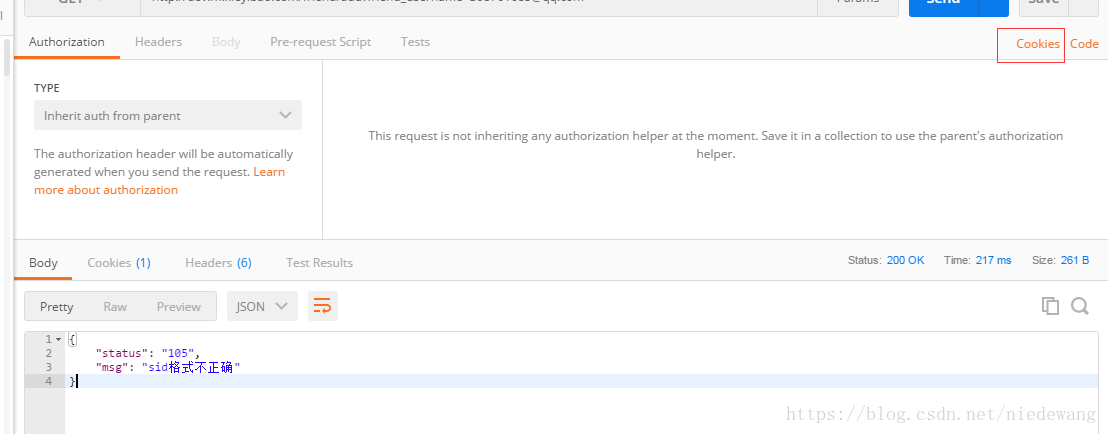 GET
Params
Send
Save
Authorization Headers Body Pre-request Script Tests
Cookies Code
TYPE
Inherit auth from parent
The authorization header will be automatically
generated when you send the request. Learn
more about authorization
This request is not inheriting any authorization helper at the moment. Save it in a collection to use the parent's authorization
helper.
Body Cookies (1) Headers (6) Test Results
Status: 200 OK Time: 217 ms Size: 261 B
Pretty Raw Preview JSON
1 {
2 "status": "105",
3 "msg": "sid格式不正确"
4 }
https://blog.csdn.net/niedewang